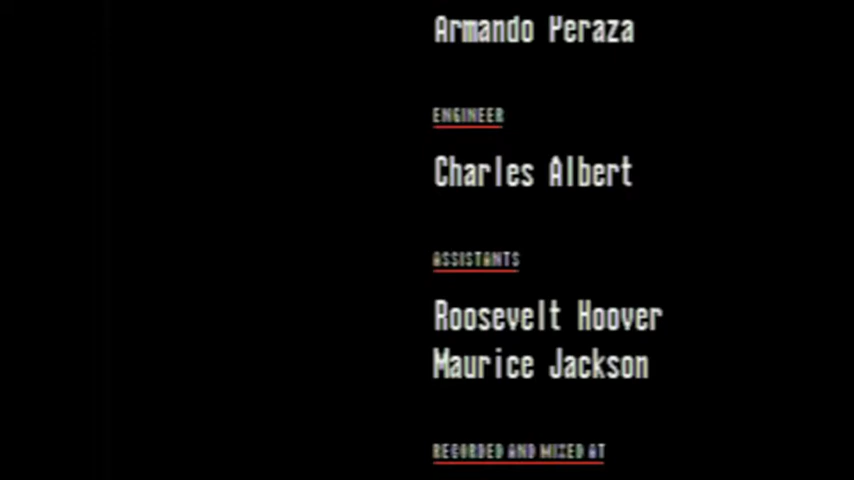 Armando Peraza
ENGINEER
Charles Albert
ASSISTANTS
Roosevelt Hoover
Maurice Jackson
RECORDED AND MIXED AT